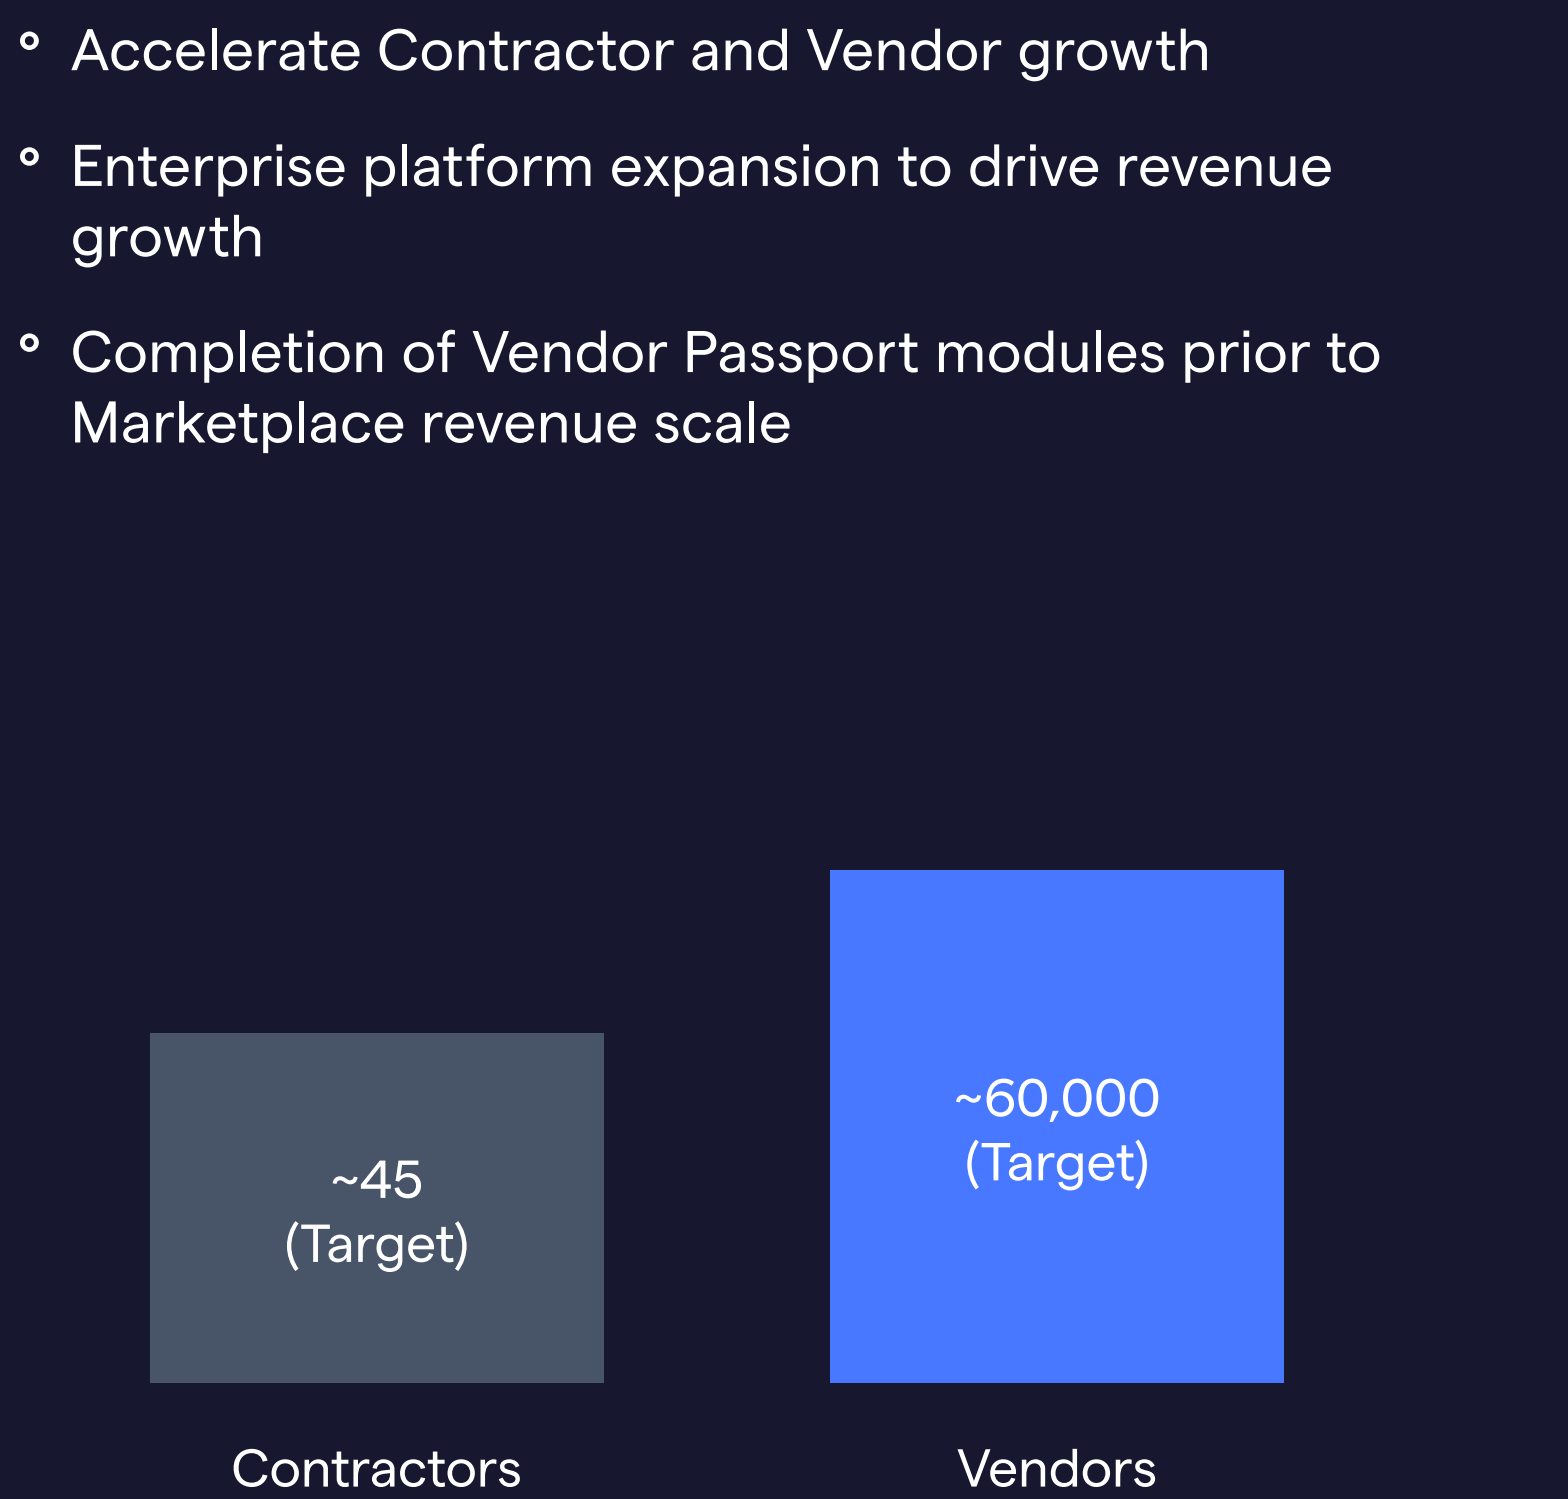 ° Accelerate Contractor and Vendor growth
° Enterprise platform expansion to drive revenue
growth
° Completion of Vendor Passport modules prior to
Marketplace revenue scale
~60,000
(Target)
~45
(Target)
Contractors
Vendors